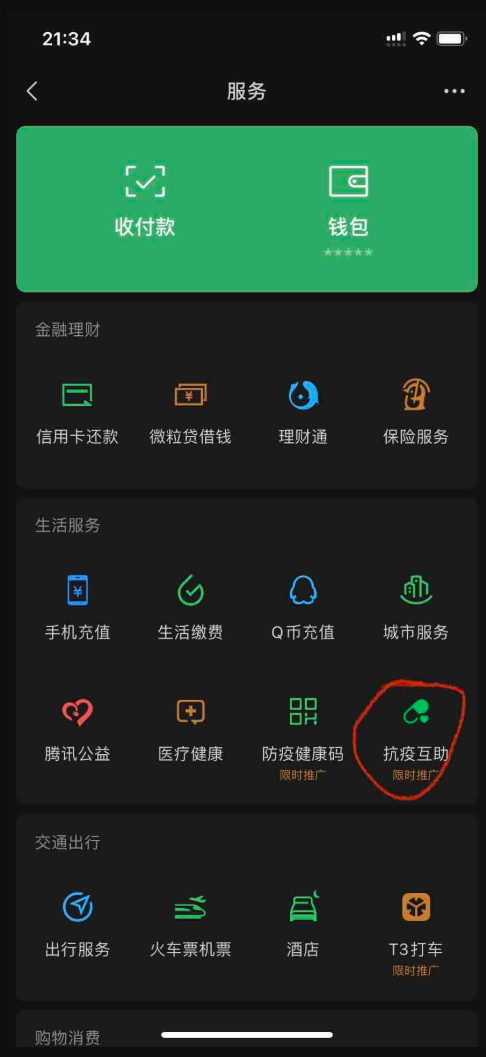 21:34
服务
收付款 钱包
*****
金融理财
信用卡还款 微粒贷借钱 理财通 保险服务
生活服务
手机充值 生活缴费 Q币充值 城市服务
腾讯公益 医疗健康 防疫健康码 抗疫互助
限时推广 限时推广
交通出行
出行服务 火车票机票 酒店 T3打车
限时推广
购物消费